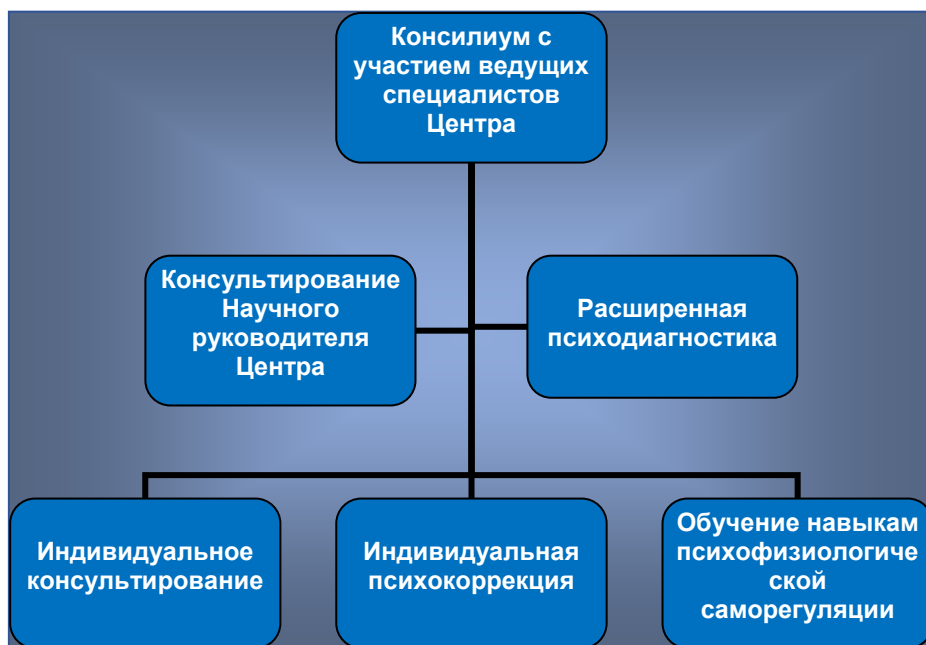 Консилиум с
участием ведущих
специалистов
Центра
Консультирование
Научного
руководителя
Центра
Расширенная
психодиагностика
Индивидуальное
консультирование
Индивидуальная
психокоррекция
Обучение навыкам
психофизиологиче
ской
саморегуляции